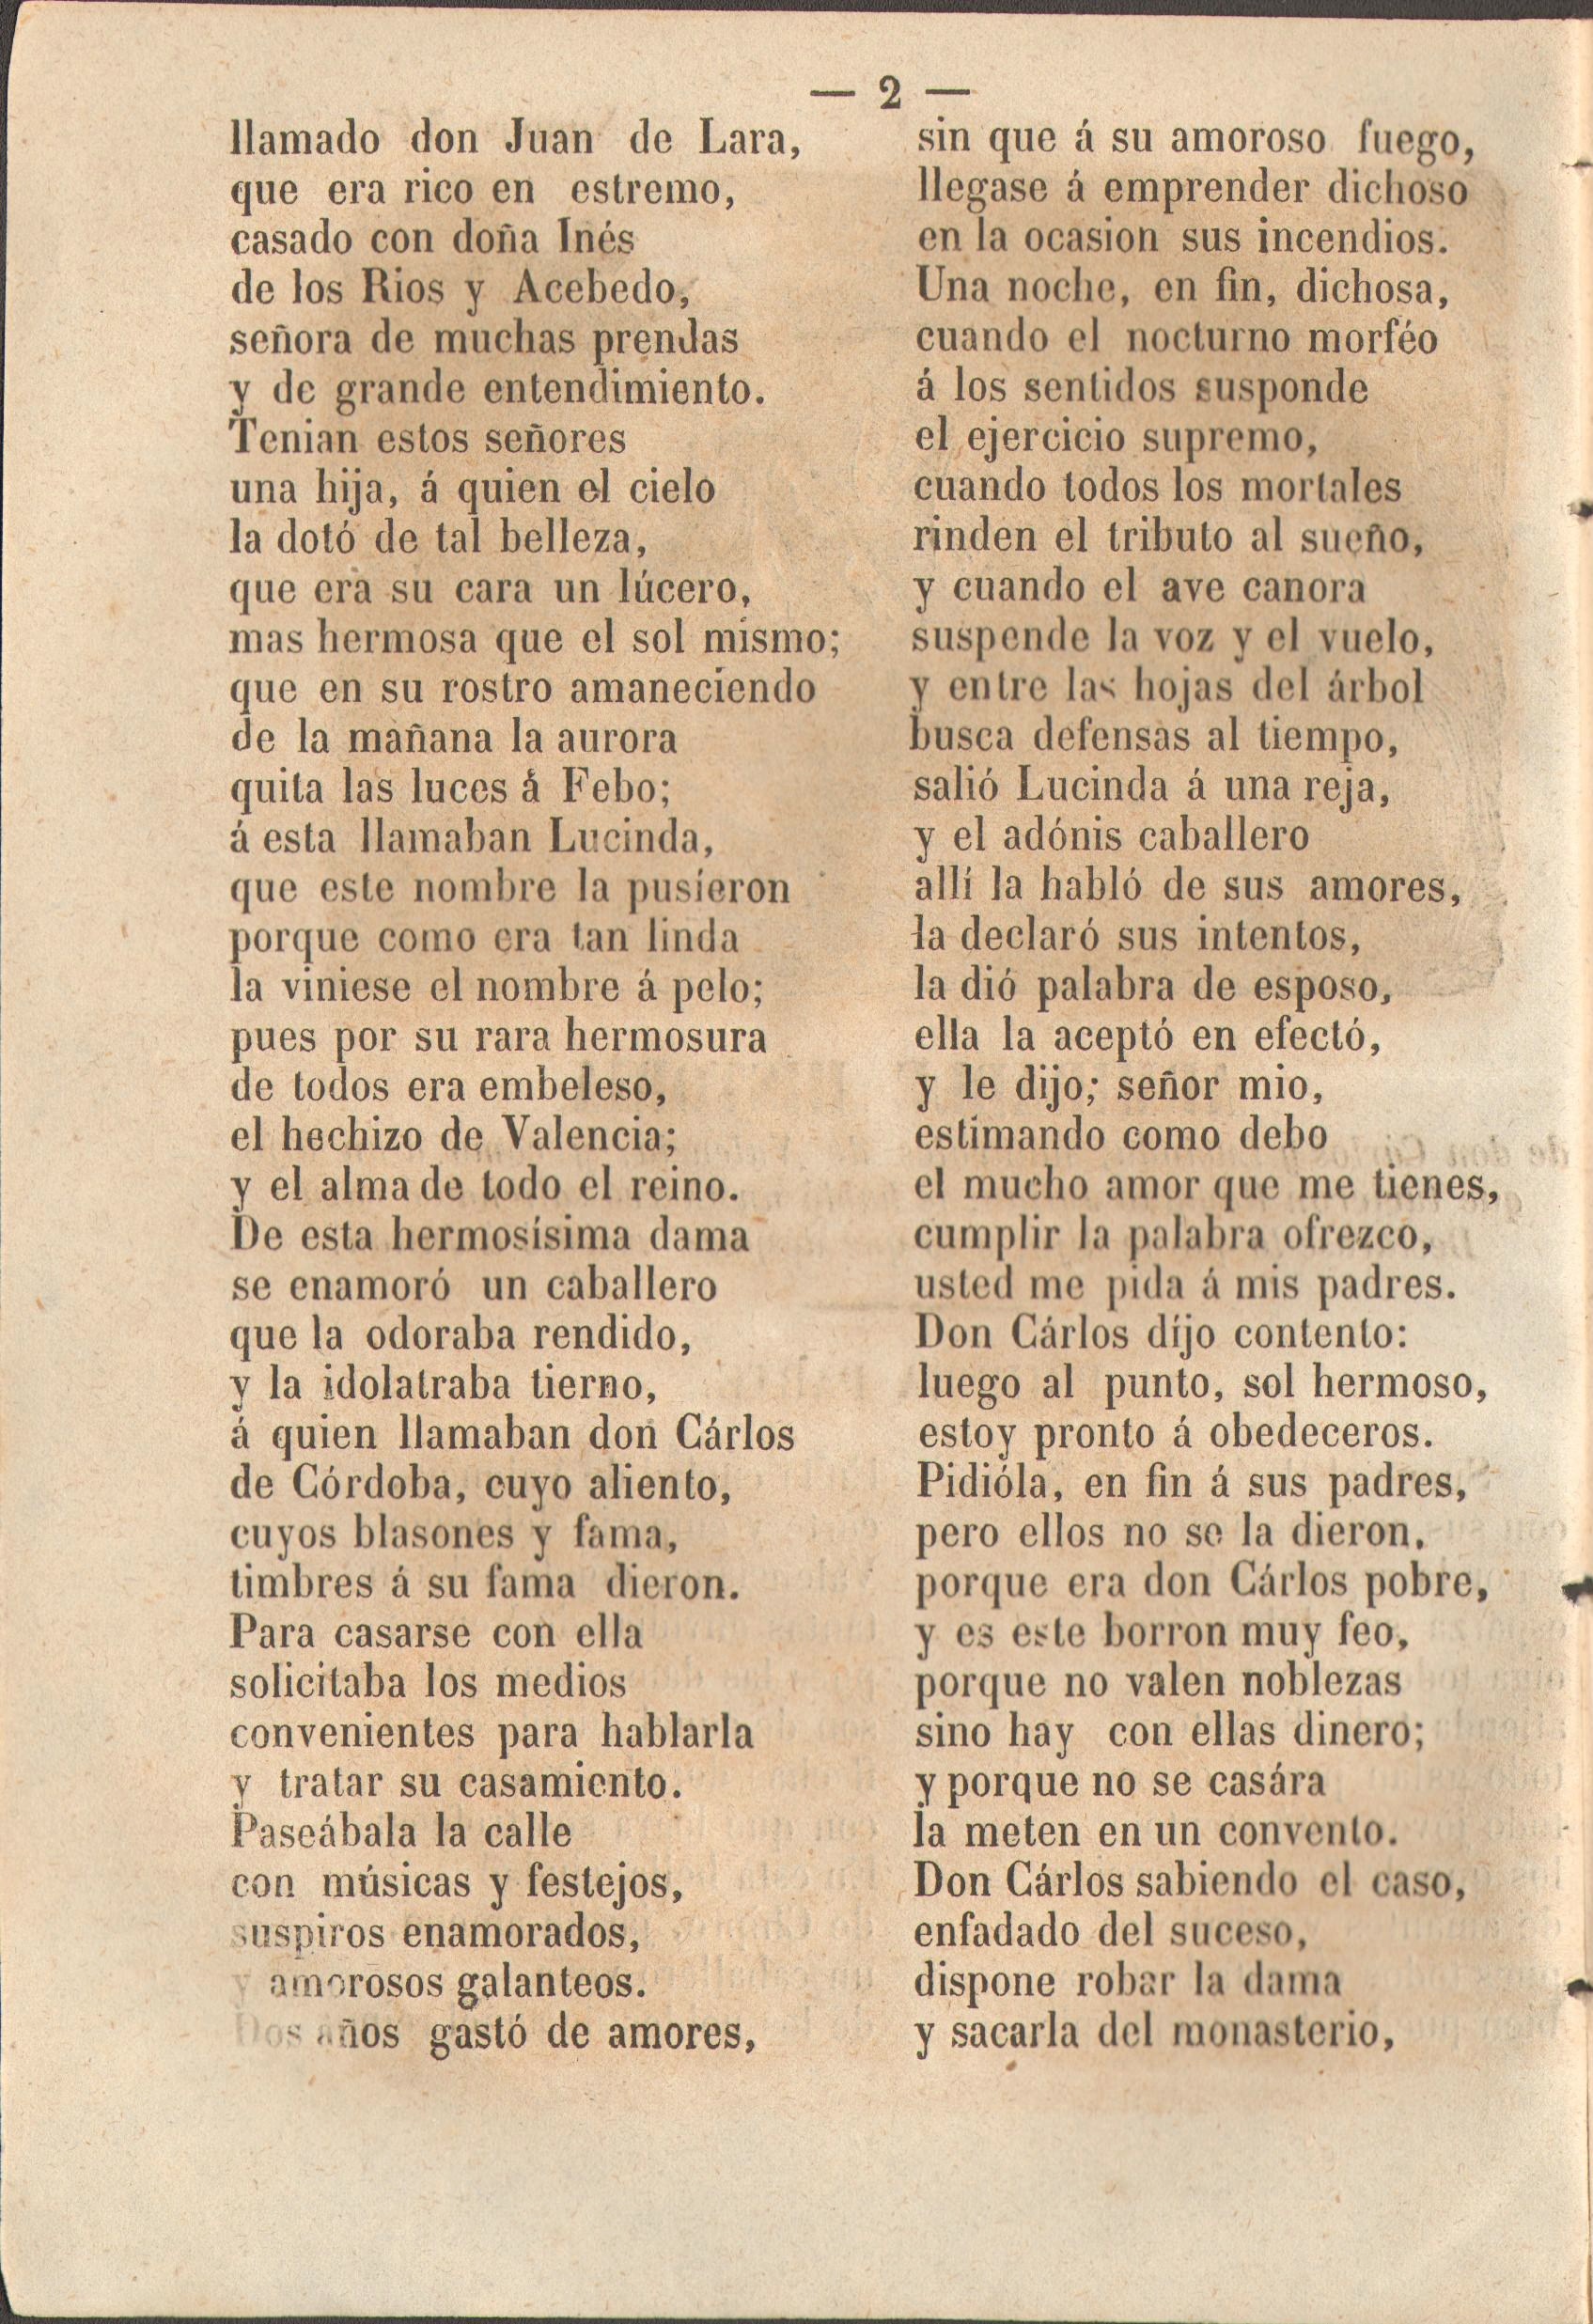 — 2 —
llamado don Juan de Lara,
que era rico en estremo,
casado con doña Inés
de los Rios y Acebedo,
señora de muchas prendas
y de grande entendimiento.
Tenian estos señores
una hija, á quien el cielo
la dotó de tal belleza,
que era su cara un lúcero,
mas hermosa que el sol mismo;
que en su rostro amaneciendo
de la mañana la aurora
quita las luces á Febo;
á esta llamaban Lucinda,
que este nombre la pusieron
porque como era tan linda
la viniese el nombre á pelo;
pues por su rara hermosura
de todos era embeleso,
el hechizo de Valencia;
y el alma de todo el reino.
De esta hermosísima dama
se enamoró un caballero
que la odoraba rendido,
y la idolatraba tierno,
á quien llamaban don Cárlos
de Córdoba, cuyo aliento,
cuyos blasones y fama,
timbres á su fama dieron.
Para casarse con ella
solicitaba los medios
convenientes para hablarla
y tratar su casamiento.
Paseábala la calle
con músicas y festejos,
suspiros enamorados,
y amorosos galanteos.
Dos años gastó de amores,
sin que á su amoroso fuego,
llegase á emprender dichoso
en la ocasion sus incendios.
Una noche, en fin, dichosa,
cuando el nocturno morféo
á los sentidos susponde
el ejercicio supremo,
cuando todos los mortales
rinden el tributo al sueño,
y cuando el ave canora
suspende la voz y el vuelo,
y entre las hojas del árbol
busca defensas al tiempo,
salió Lucinda á una reja,
y el adónis caballero
allí la habló de sus amores,
la declaró sus intentos,
la dió palabra de esposo,
ella la aceptó en efectó,
y le dijo; señor mio,
estimando como debo
el mucho amor que me tienes,
cumplir la palabra ofrezco,
usted me pida á mis padres.
Don Cárlos dijo contento:
luego al punto, sol hermoso,
estoy pronto á obedeceros.
Pidióla, en fin á sus padres,
pero ellos no se la dieron,
porque era don Cárlos pobre,
y es este borron muy feo,
porque no valen noblezas
sino hay con ellas dinero;
y porque no se casára
la meten en un convento.
Don Cárlos sabiendo el caso,
enfadado del suceso,
dispone robar la dama
y sacarla del monasterio,